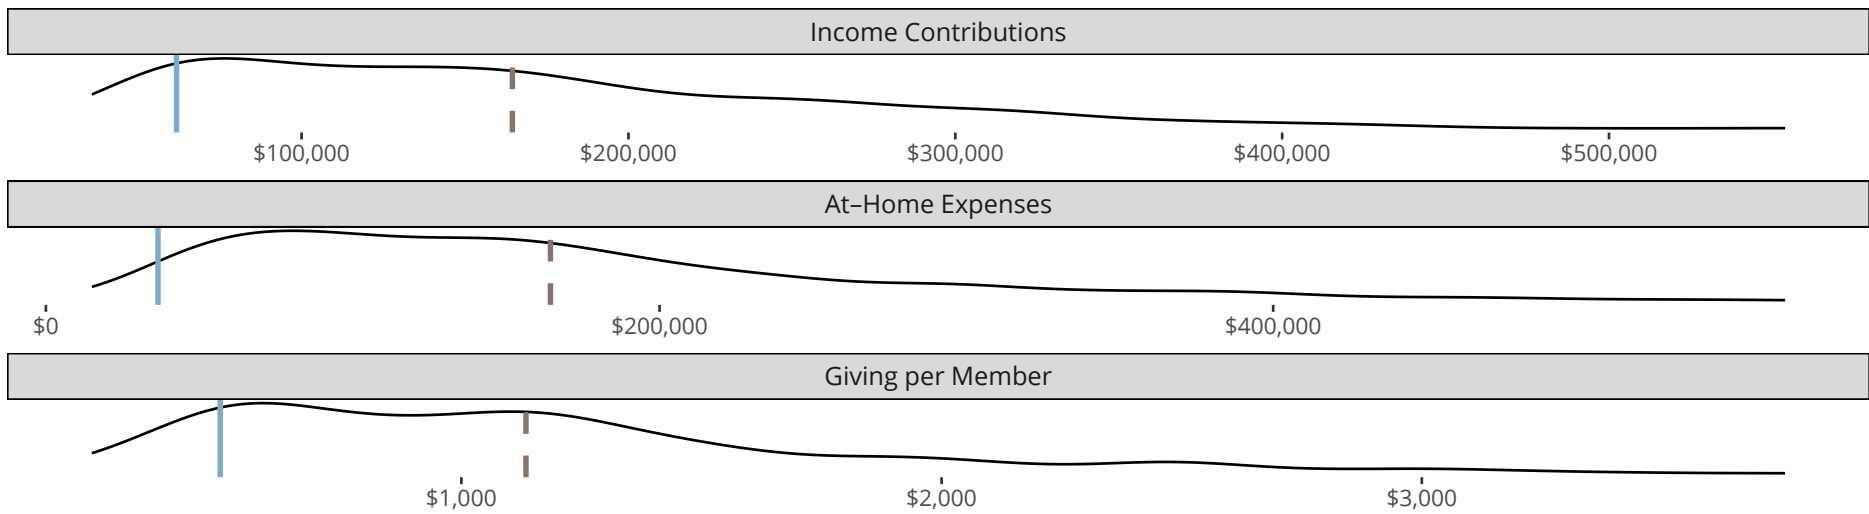 Income Contributions
$100,000 $200,000 $300,000 $400,000 $500,000
At–Home Expenses
$0 $200,000 $400,000
Giving per Member
$1,000 $2,000 $3,000